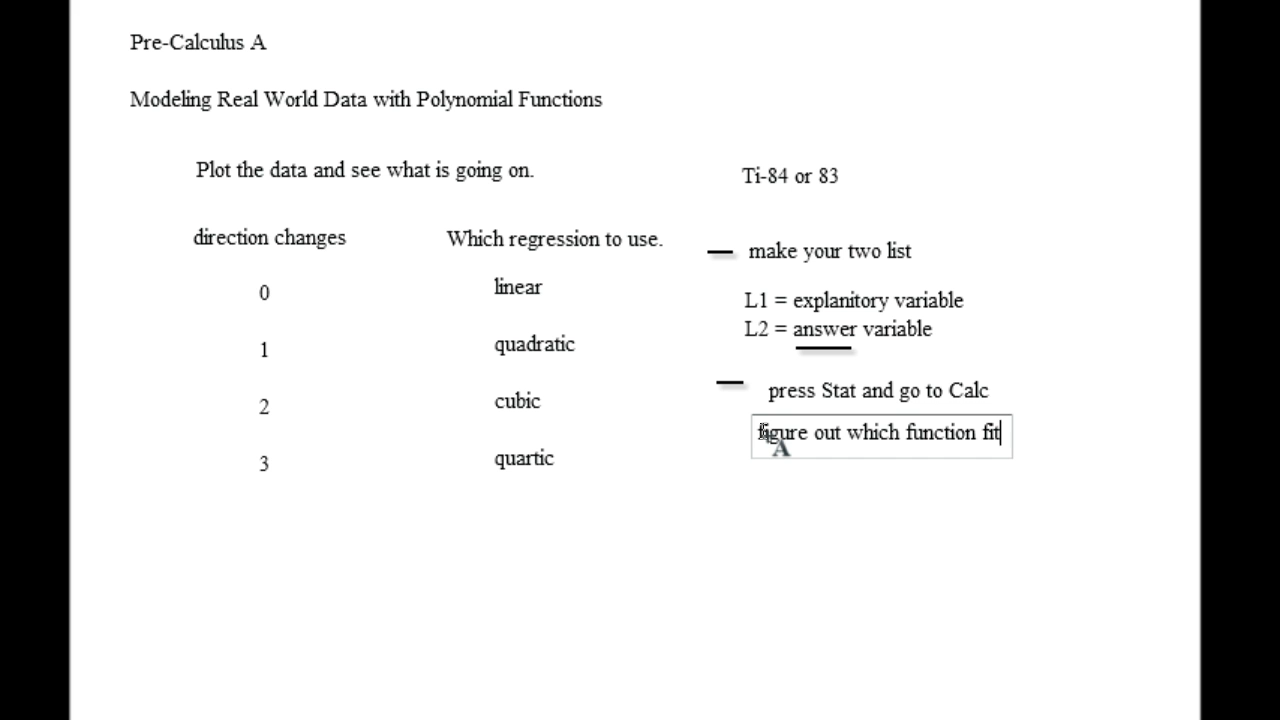 Pre-Calculus A
Modeling Real World Data with Polynomial Functions
Plot the data and see what is going on.
direction changes
Which regression to use.
0
linear
1
quadratic
2
cubic
3
quartic
Ti-84 or 83
make your two list
L1 = explanitory variable
L2 = answer variable
press Stat and go to Calc
figure out which function fit
A